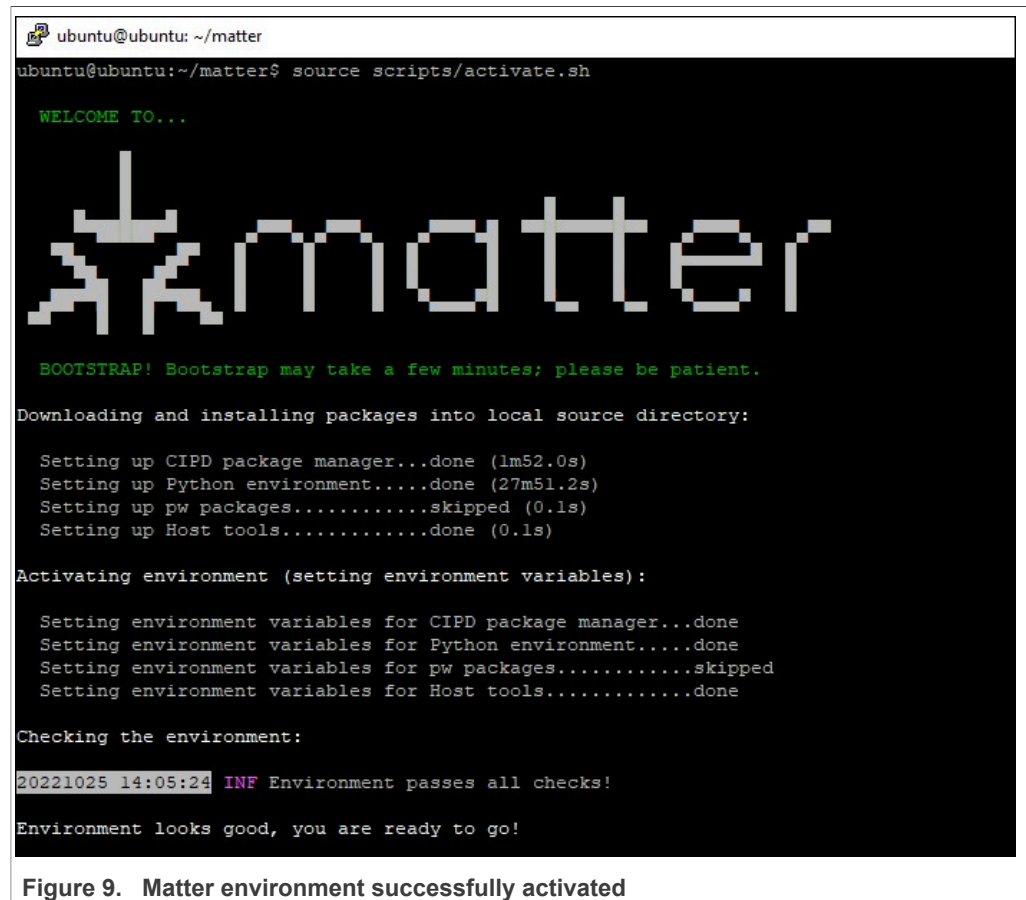 ubuntu@ubuntu: ~/matter
ubuntu@ubuntu:~/matter$ source scripts/activate.sh
WELCOME TO...
matter
BOOTSTRAP! Bootstrap may take a few minutes; please be patient.
Downloading and installing packages into local source directory:
Setting up CIPD package manager...done (1m52.0s)
Setting up Python environment.....done (27m51.2s)
Setting up pw packages............skipped (0.1s)
Setting up Host tools.............done (0.1s)
Activating environment (setting environment variables):
Setting environment variables for CIPD package manager...done
Setting environment variables for Python environment.....done
Setting environment variables for pw packages............skipped
Setting environment variables for Host tools.............done
Checking the environment:
20221025 14:05:24 INF Environment passes all checks!
Environment looks good, you are ready to go!
Figure 9. Matter environment successfully activated